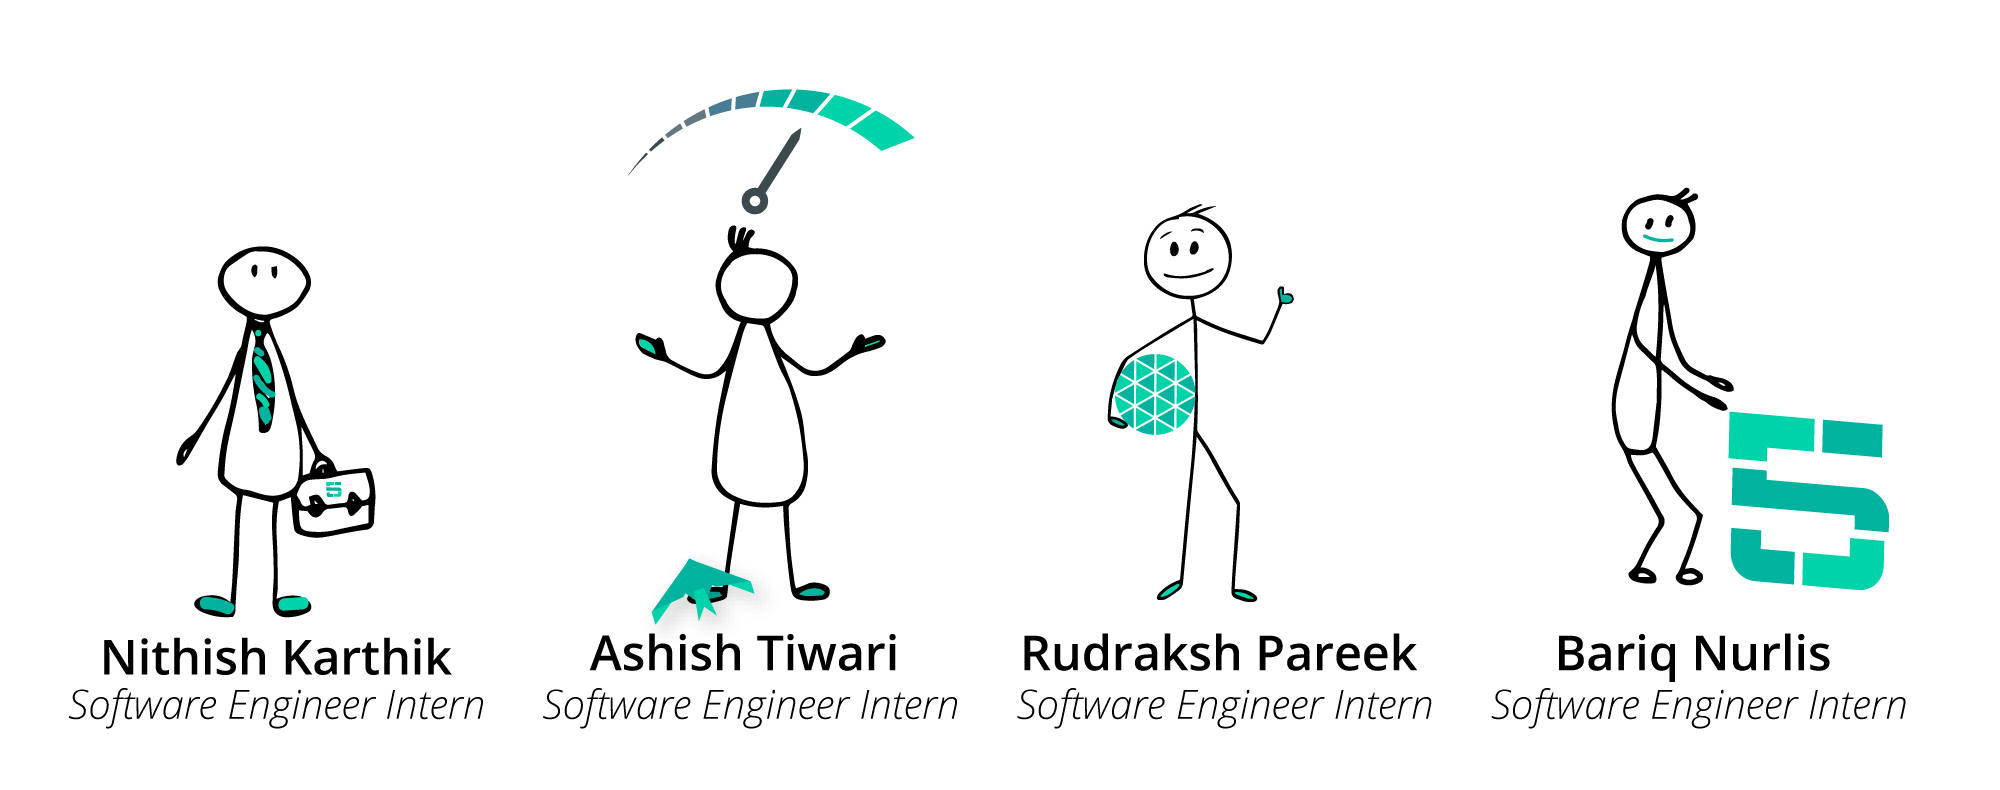 Nithish Karthik
Software Engineer Intern
Ashish Tiwari
Software Engineer Intern
Rudraksh Pareek
Software Engineer Intern
Bariq Nurlis
Software Engineer Intern